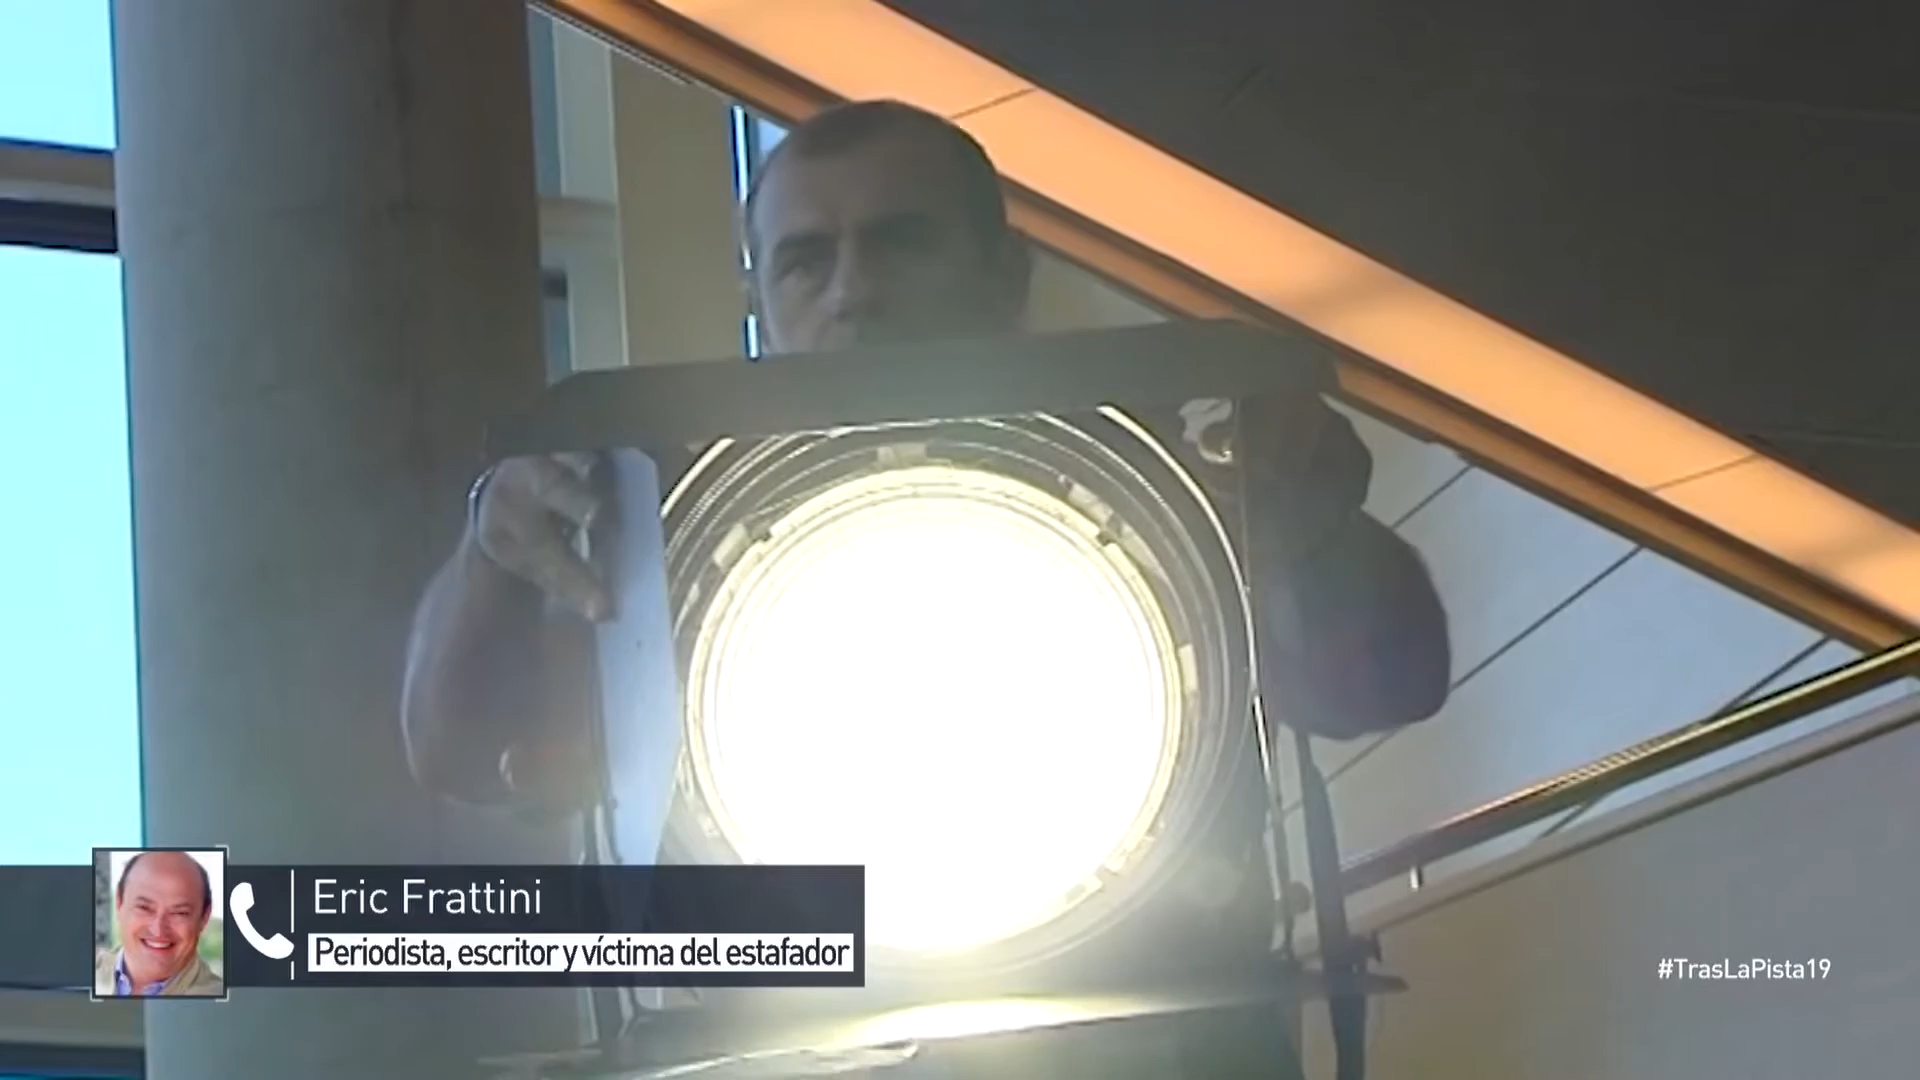 Eric Frattini
Periodista, escritor y víctima del estafador
#TrasLaPista19